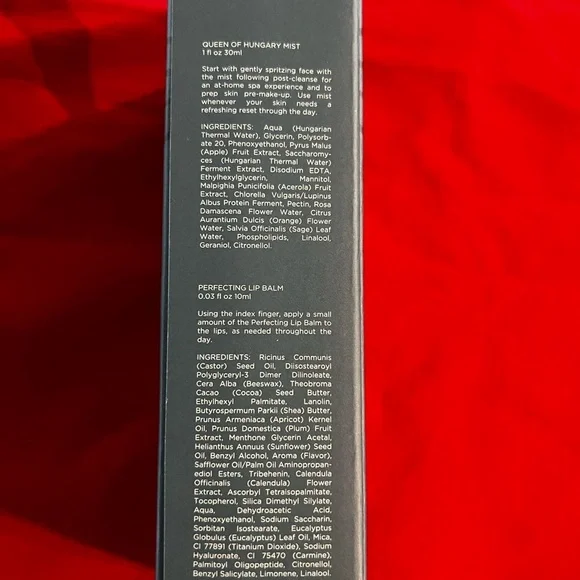 QUEEN OF HUNGARY MIST
1 fl oz 30ml
Start with gently spritzing face with
the mist following post-cleanse for
an at-home spa experience and to
prep skin pre-make-up. Use mist
whenever your skin needs a
refreshing reset through the day.
INGREDIENTS: Aqua (Hungarian
Thermal Water), Glycerin, Polysorb-
ate 20, Phenoxyethanol, Pyrus Malus
(Apple) Fruit Extract, Saccharomy-
ces (Hungarian Thermal Water)
Ferment Extract, Disodium EDTA,
Ethylhexylglycerin, Mannitol,
Malpighia Punicifolia (Acerola) Fruit
Extract, Chlorella Vulgaris/Lupinus
Albus Protein Ferment, Pectin, Rosa
Damascena Flower Water, Citrus
Aurantium Dulcis (Orange) Flower
Water, Salvia Officinalis (Sage) Leaf
Water, Phospholipids, Linalool,
Geraniol, Citronellol.
PERFECTING LIP BALM
0.03 fl oz 10ml
Using the index finger, apply a small
amount of the Perfecting Lip Balm to
the lips, as needed throughout the
day.
INGREDIENTS: Ricinus Communis
(Castor) Seed Oil, Diisostearoyl
Polyglyceryl-3 Dimer Dilinoleate,
Cera Alba (Beeswax), Theobroma
Cacao (Cocoa) Seed Butter,
Ethylhexyl Palmitate, Lanolin,
Butyrospermum Parkii (Shea) Butter,
Prunus Armeniaca (Apricot) Kernel
Oil, Prunus Domestica (Plum) Fruit
Extract, Menthone Glycerin Acetal,
Helianthus Annuus (Sunflower) Seed
Oil, Benzyl Alcohol, Aroma (Flavor),
Safflower Oil/Palm Oil Aminopropan-
ediol Esters, Tribehenin, Calendula
Officinalis (Calendula) Flower
Extract, Ascorbyl Tetraisopalmitate,
Tocopherol, Silica Dimethyl Silylate,
Aqua, Dehydroacetic Acid,
Phenoxyethanol, Sodium Saccharin,
Sorbitan Isostearate, Eucalyptus
Globulus (Eucalyptus) Leaf Oil, Mica,
CI 77891 (Titanium Dioxide), Sodium
Hyaluronate, CI 75470 (Carmine),
Palmitoyl Oligopeptide, Citronellol,
Benzyl Salicylate, Limonene, Linalool.